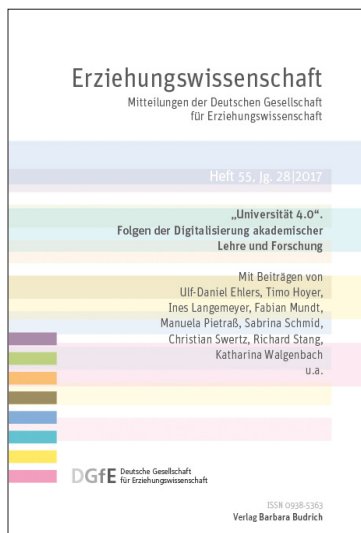 Erziehungswissenschaft
Mitteilungen der Deutschen Gesellschaft
für Erziehungswissenschaft
Heft 55, Jg. 28|2017
„Universität 4.0“.
Folgen der Digitalisierung akademischer
Lehre und Forschung
Mit Beiträgen von
Ulf-Daniel Ehlers, Timo Hoyer,
Ines Langemeyer, Fabian Mundt,
Manuela Pietraß, Sabrina Schmid,
Christian Swertz, Richard Stang,
Katharina Walgenbach
u.a.
DGfE Deutsche Gesellschaft
für Erziehungswissenschaft
ISSN 0938-5363
Verlag Barbara Budrich